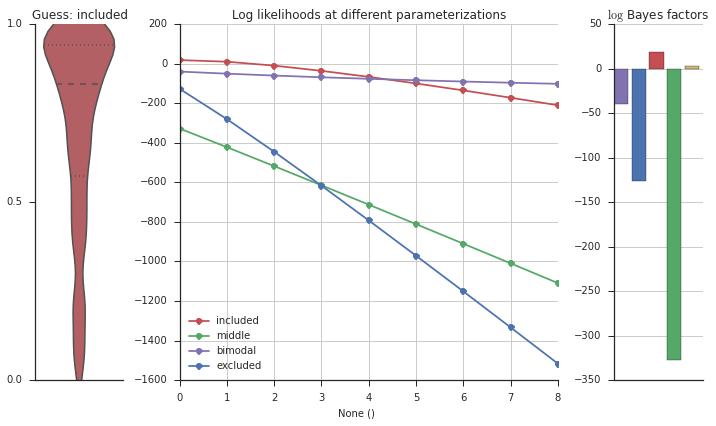 Guess: included
1.0
0.5
0.0
Log likelihoods at different parameterizations
200
0
−200
−400
−600
−800
−1000
−1200
−1400
−1600
included
middle
bimodal
excluded
0 1 2 3 4 5 6 7 8
None ()
log Bayes factors
50
0
−50
−100
−150
−200
−250
−300
−350